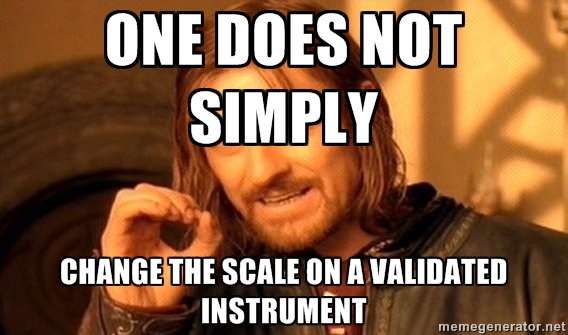 ONE DOES NOT
SIMPLY
CHANGE THE SCALE ON A VALIDATED
INSTRUMENT
memegenerator.net